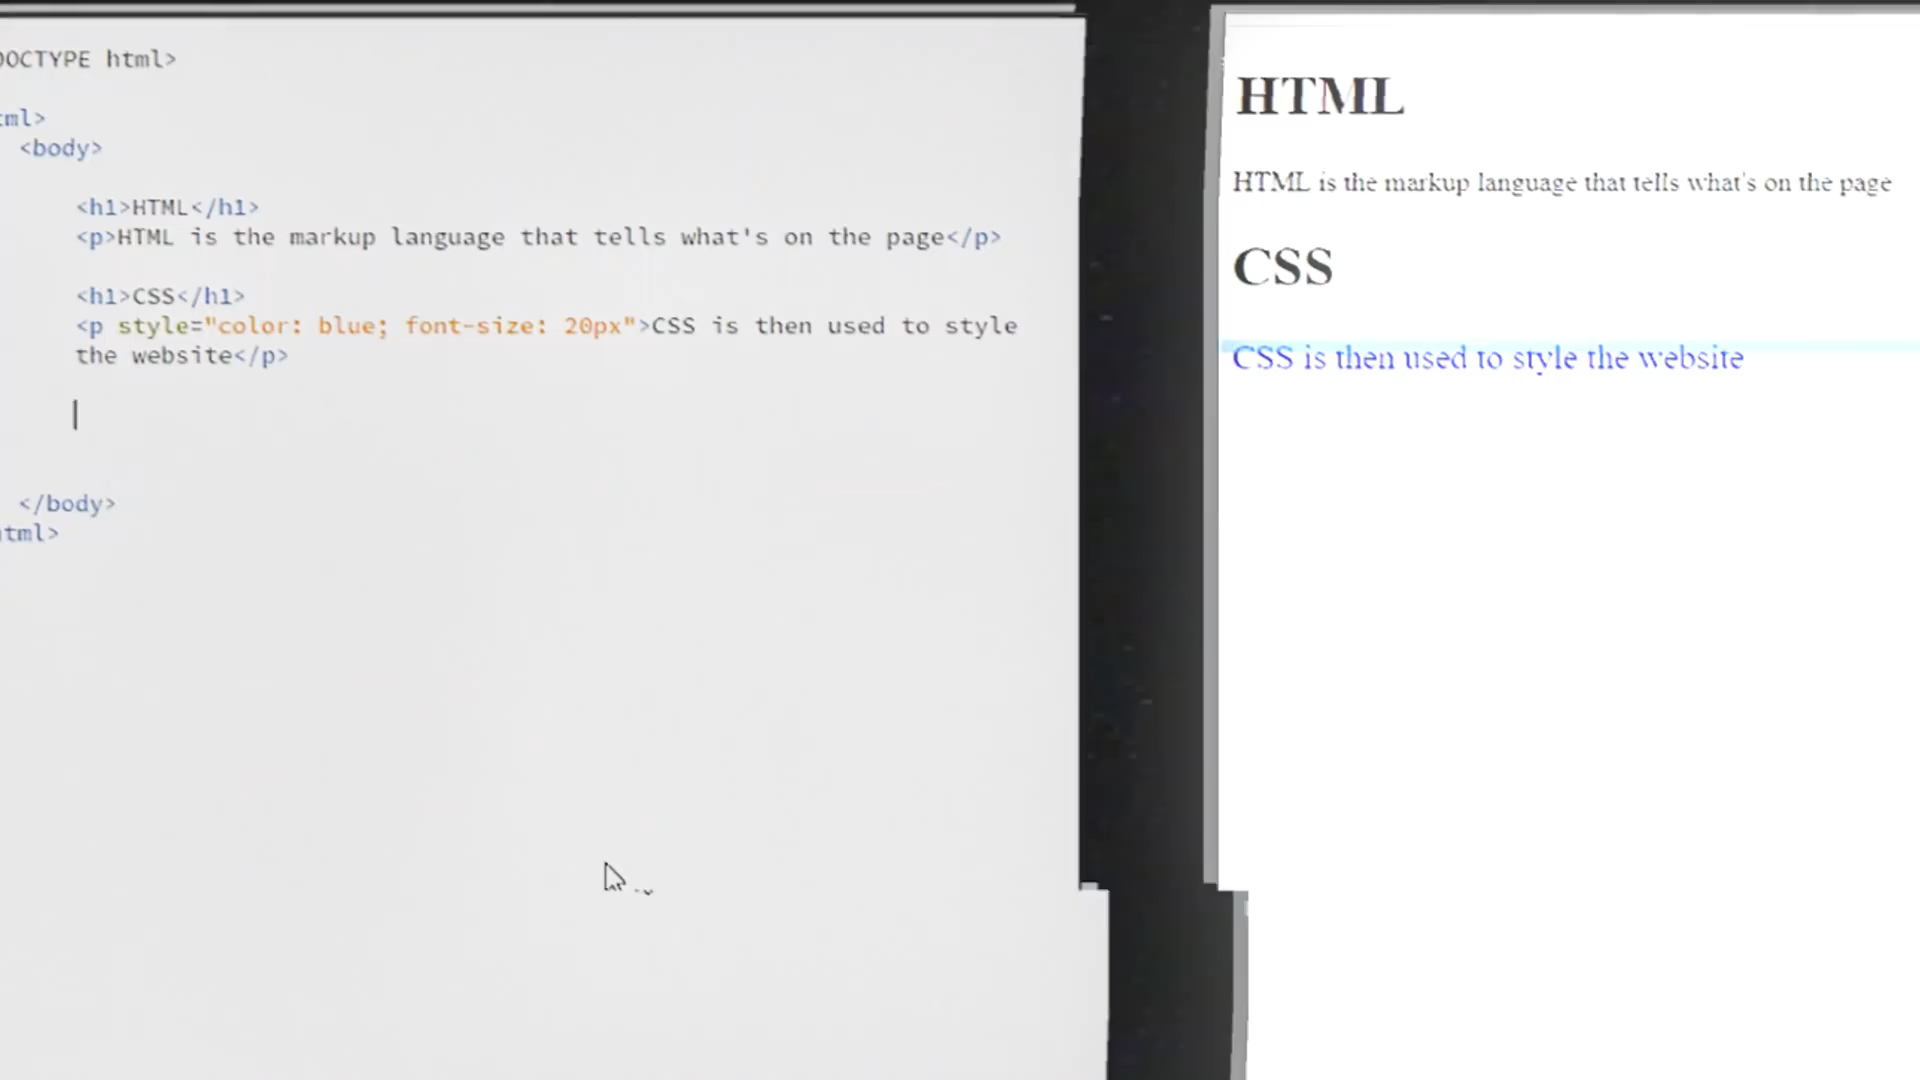 DOCTYPE html>
ml>
<body>
<h1>HTML</h1>
<p>HTML is the markup language that tells what's on the page</p>
<h1>CSS</h1>
<p style="color: blue; font-size: 20px">CSS is then used to style
the website</p>
</body>
tml>
HTML
HTML is the markup language that tells what's on the page
CSS
CSS is then used to style the website